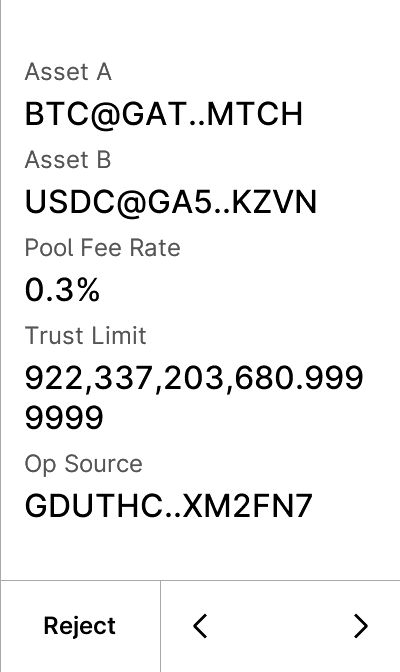 Asset A
BTC@GAT..MTCH
Asset B
USDC@GA5..KZVN
Pool Fee Rate
0.3%
Trust Limit
922,337,203,680.999
9999
Op Source
GDUTHC..XM2FN7
Reject